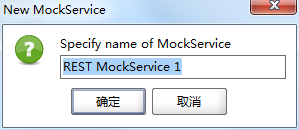 New MockService
Specify name of MockService
REST MockService 1
确定
取消